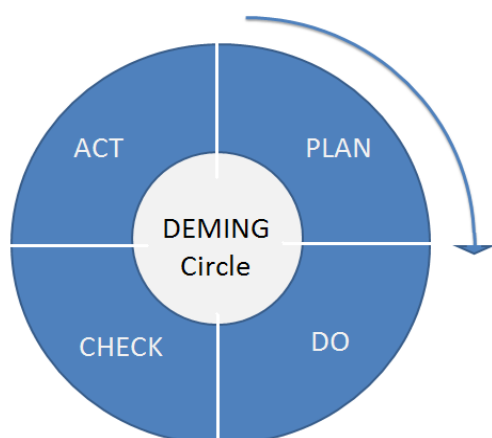 ACT
PLAN
DEMING
Circle
CHECK
DO